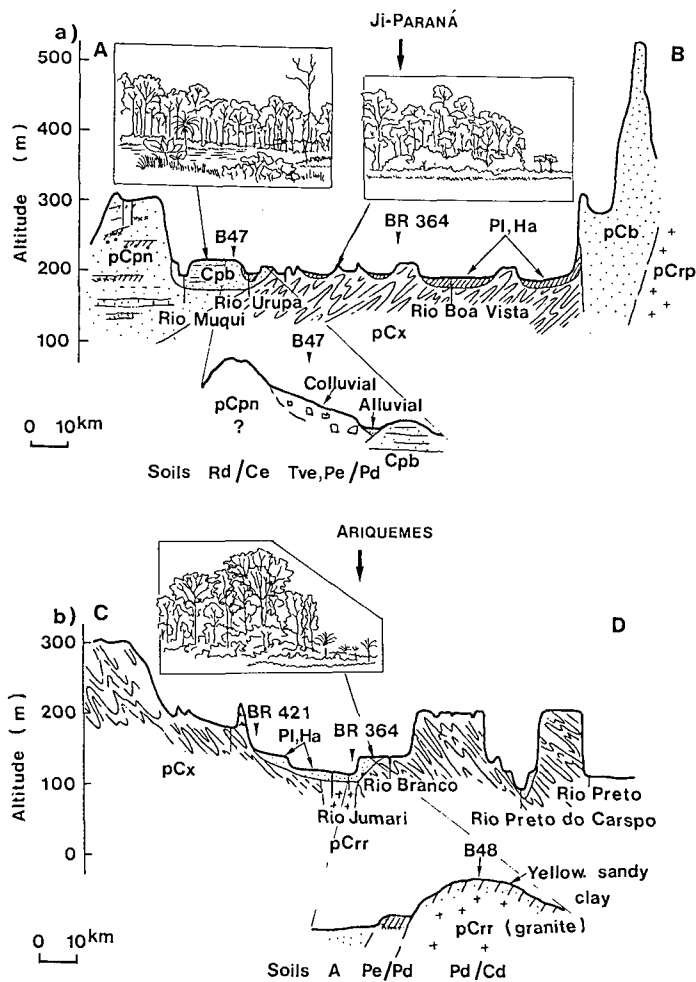 JI-PARANÁ
a)
A
B
500
400
300
200
100
Altitude (m)
B47
BR 364
Pl,Ha
pCpn
Cpb
pCb
pCrp
Rio Urupa
Rio Muqui
Rio Boa Vista
pCx
B47
Colluvial
Alluvial
pCpn
?
Cpb
0 10km
Soils Rd/Ce Tve,Pe/Pd
ARIQUEMES
b) C
D
300
200
100
0
Altitude (m)
BR 421
Pl,Ha
BR 364
pCx
Rio Branco
Rio Jumari
pCrr
Rio Preto
Rio Preto do Carspo
B48
Yellow sandy
clay
pCrr (granite)
0 10km
Soils A Pe/Pd Pd/Cd